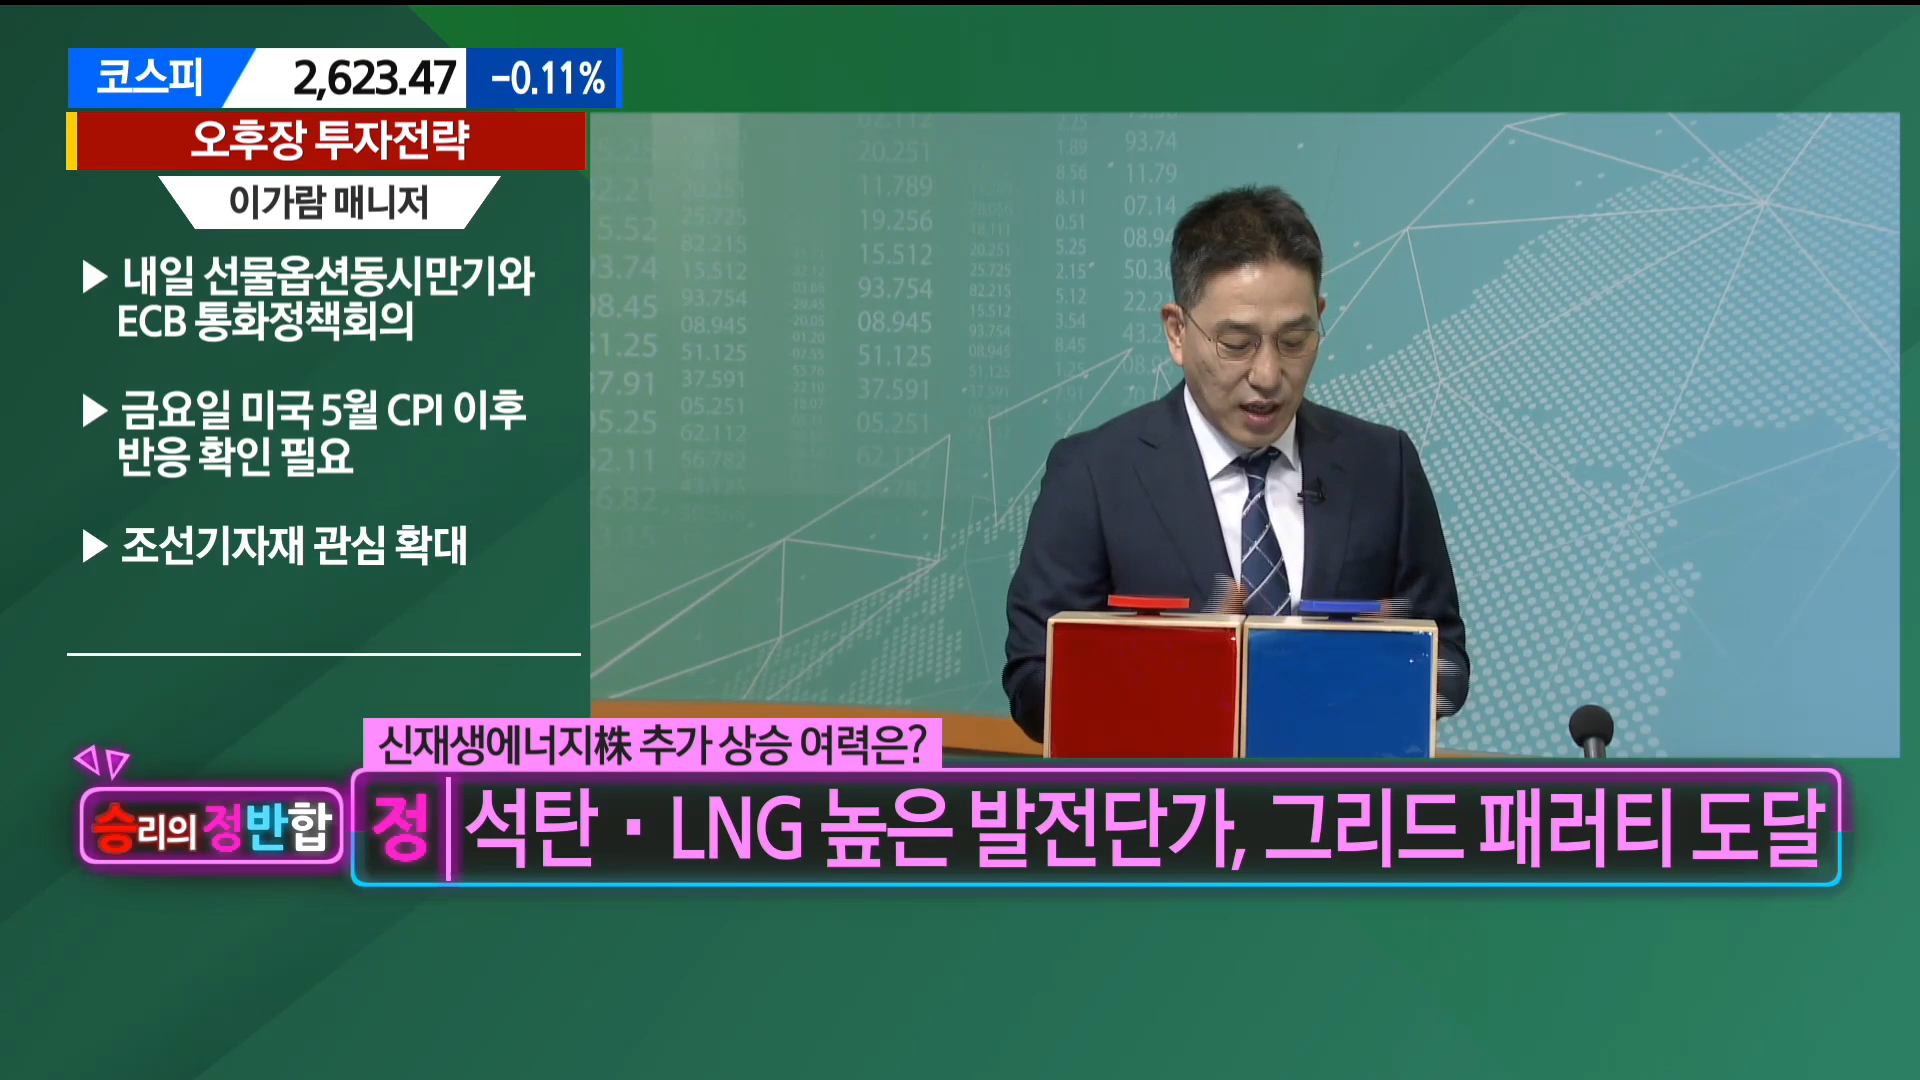 코스피 2,623.47 -0.11%
오후장 투자전략
이가람 매니저
▶ 내일 선물옵션동시만기와
ECB 통화정책회의
▶ 금요일 미국 5월 CPI 이후
반응 확인 필요
▶ 조선기자재 관심 확대
신재생에너지株 추가 상승 여력은?
승리의 정반합
정 석탄·LNG 높은 발전단가, 그리드 패러티 도달